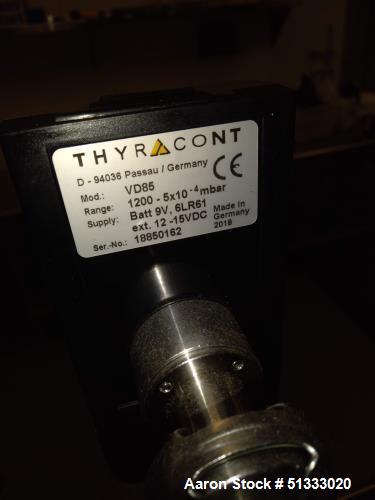 THYRACONT
D - 94036 Passau / Germany
CE
Mod.: VD85
Range: 1200 - 5x10⁻⁴mbar
Supply: Batt 9V, 6LR61
ext. 12 -15VDC
Ser.-No.: 18850162
Made in
Germany
2018
Aaron Stock # 51333020